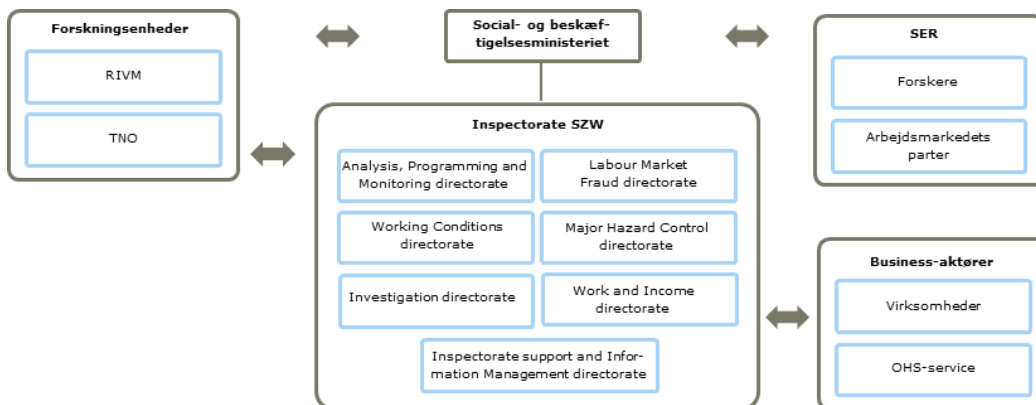 Forskningsenheder
RIVM
TNO
Social- og beskæf-
tigelsesministeriet
SER
Forskere
Arbejdsmarkedets
parter
Inspectorate SZW
Analysis, Programming and
Monitoring directorate
Labour Market
Fraud directorate
Working Conditions
directorate
Major Hazard Control
directorate
Investigation directorate
Work and Income
directorate
Inspectorate support and Infor-
mation Management directorate
Business-aktører
Virksomheder
OHS-service